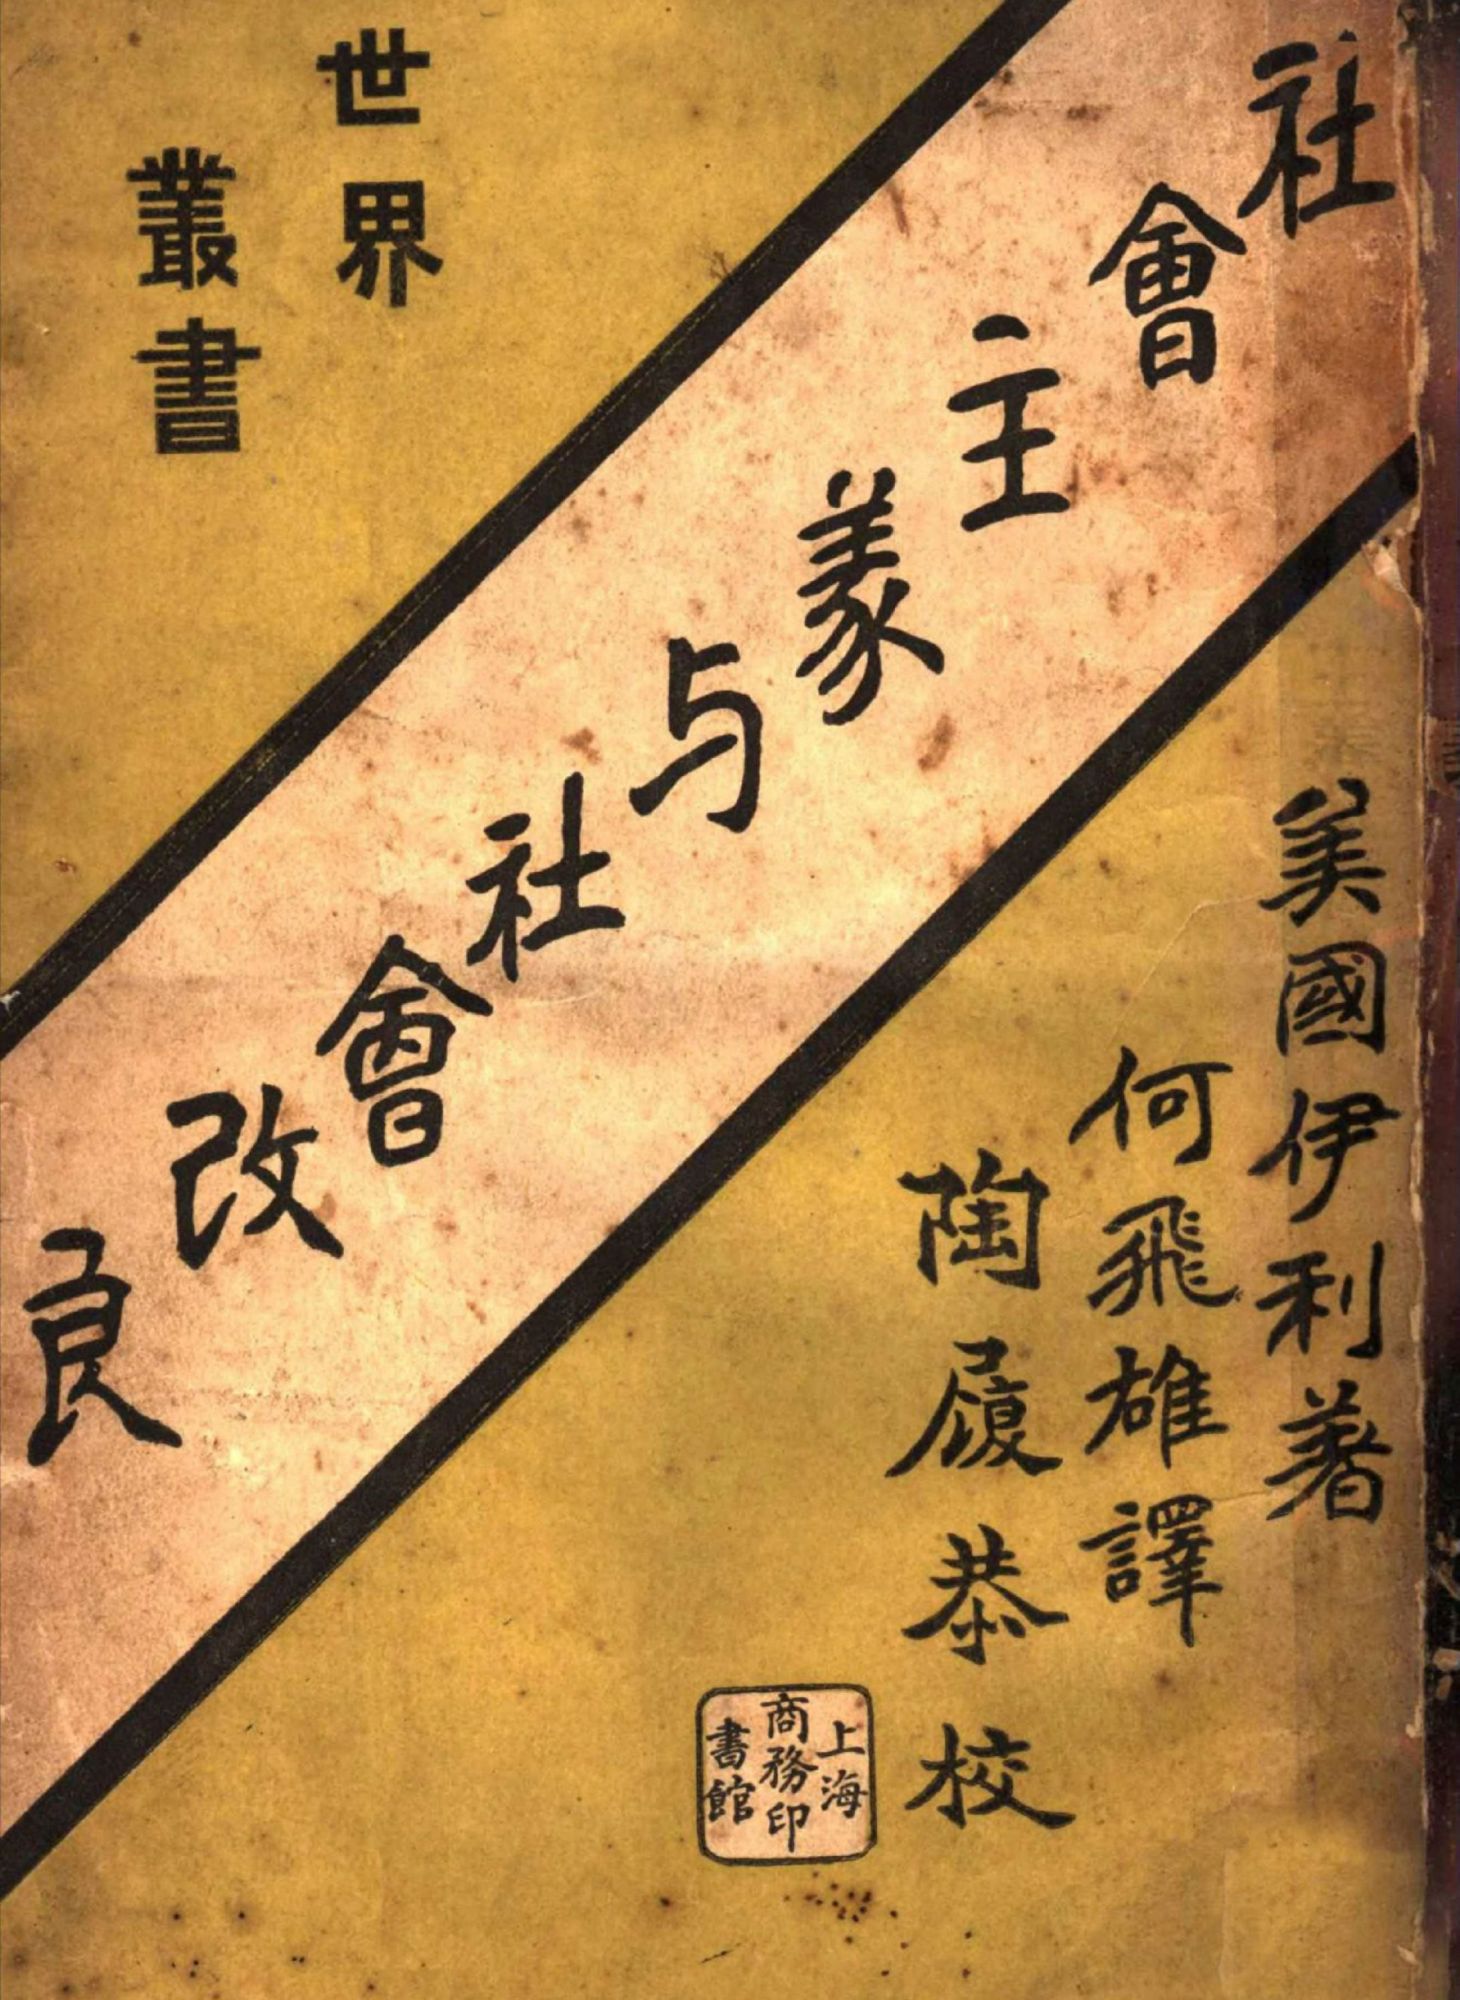 世界
叢書
社會主義与社會改良
美國伊利著
何飛雄譯
陶履恭校
上海
商務印
書館